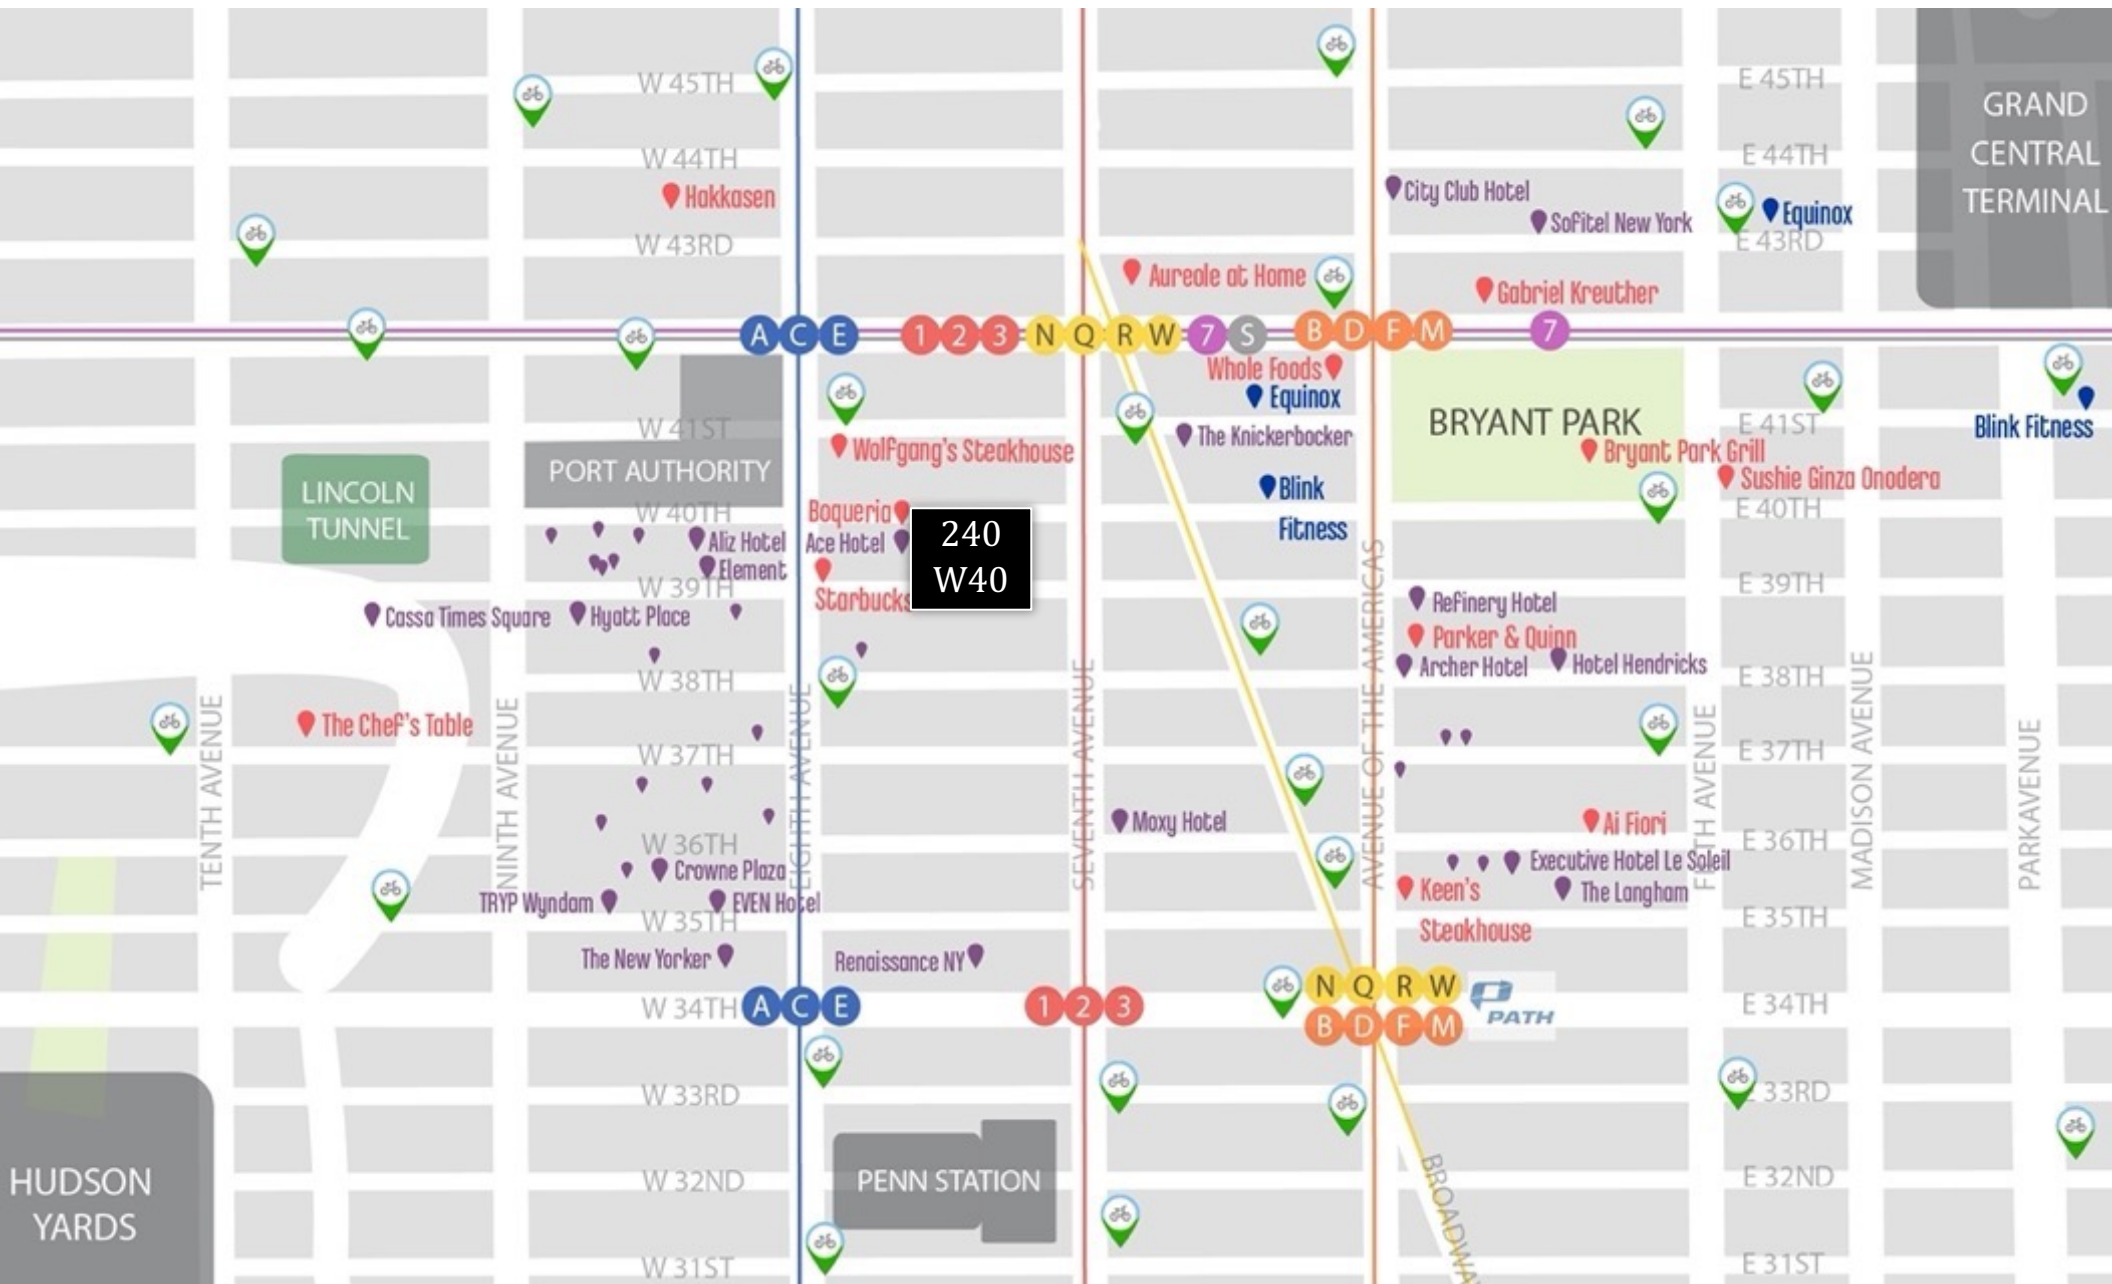 W 45TH
E 45TH
GRAND
CENTRAL
TERMINAL
W 44TH
E 44TH
Hakkasen
City Club Hotel
Sofitel New York
Equinox
W 43RD
E 43RD
Aureole at Home
Gabriel Kreuther
A C E
1 2 3
N Q R W
7 S
B D F M
7
Whole Foods
Equinox
The Knickerbocker
BRYANT PARK
W 41ST
E 41ST
Blink Fitness
Wolfgang's Steakhouse
Bryant Park Grill
PORT AUTHORITY
Sushie Ginza Onodera
LINCOLN
TUNNEL
Blink
Fitness
W 40TH
Boqueria
E 40TH
240
W40
Aliz Hotel
Ace Hotel
Element
W 39TH
Starbucks
E 39TH
Cassa Times Square
Hyatt Place
Refinery Hotel
Parker & Quinn
Archer Hotel
Hotel Hendricks
W 38TH
E 38TH
The Chef's Table
W 37TH
E 37TH
TENTH AVENUE
NINTH AVENUE
EIGHTH AVENUE
SEVENTH AVENUE
AVENUE OF THE AMERICAS
FIFTH AVENUE
MADISON AVENUE
PARKAVENUE
Moxy Hotel
Ai Fiori
W 36TH
E 36TH
Crowne Plaza
Executive Hotel Le Soleil
TRYP Wyndam
EVEN Hotel
Keen's
Steakhouse
The Langham
W 35TH
E 35TH
The New Yorker
Renaissance NY
N Q R W
W 34TH
A C E
1 2 3
B D F M
PATH
E 34TH
W 33RD
E 33RD
HUDSON
YARDS
PENN STATION
W 32ND
E 32ND
BROADWAY
W 31ST
E 31ST